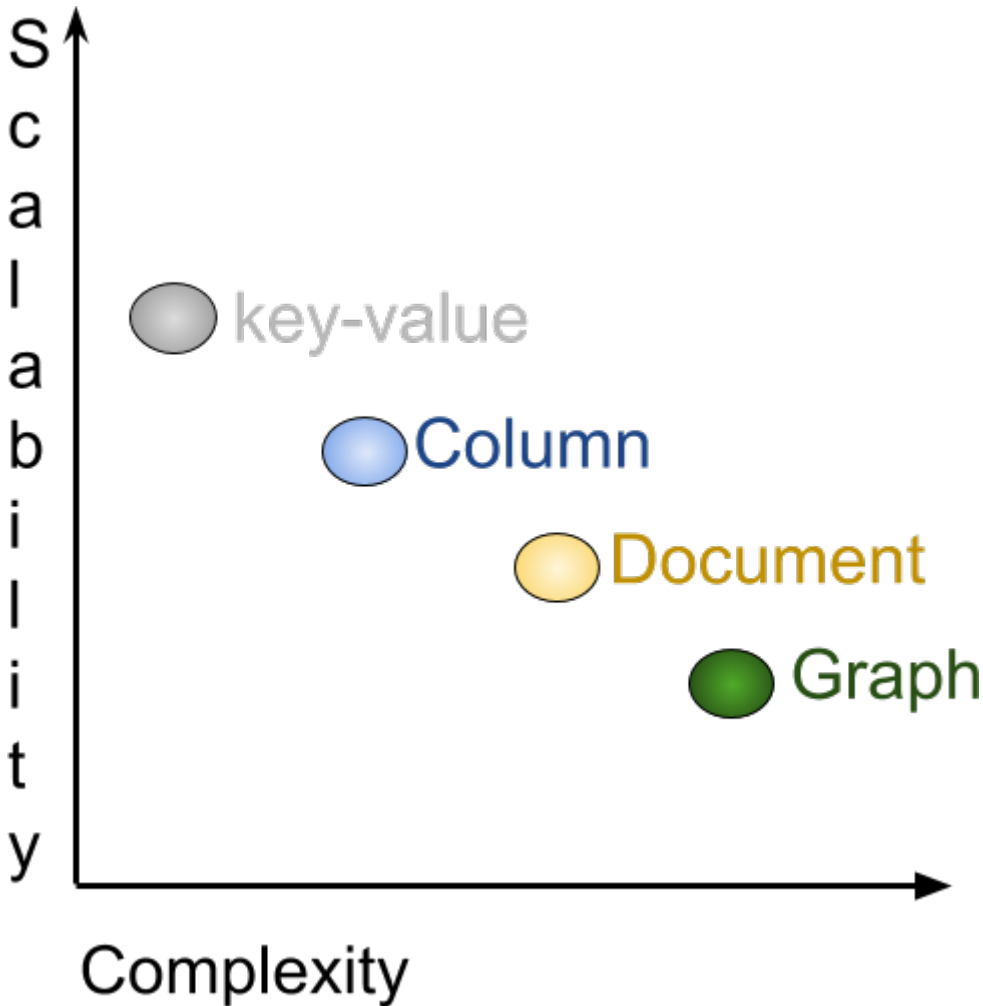 Scalability
key-value
Column
Document
Graph
Complexity